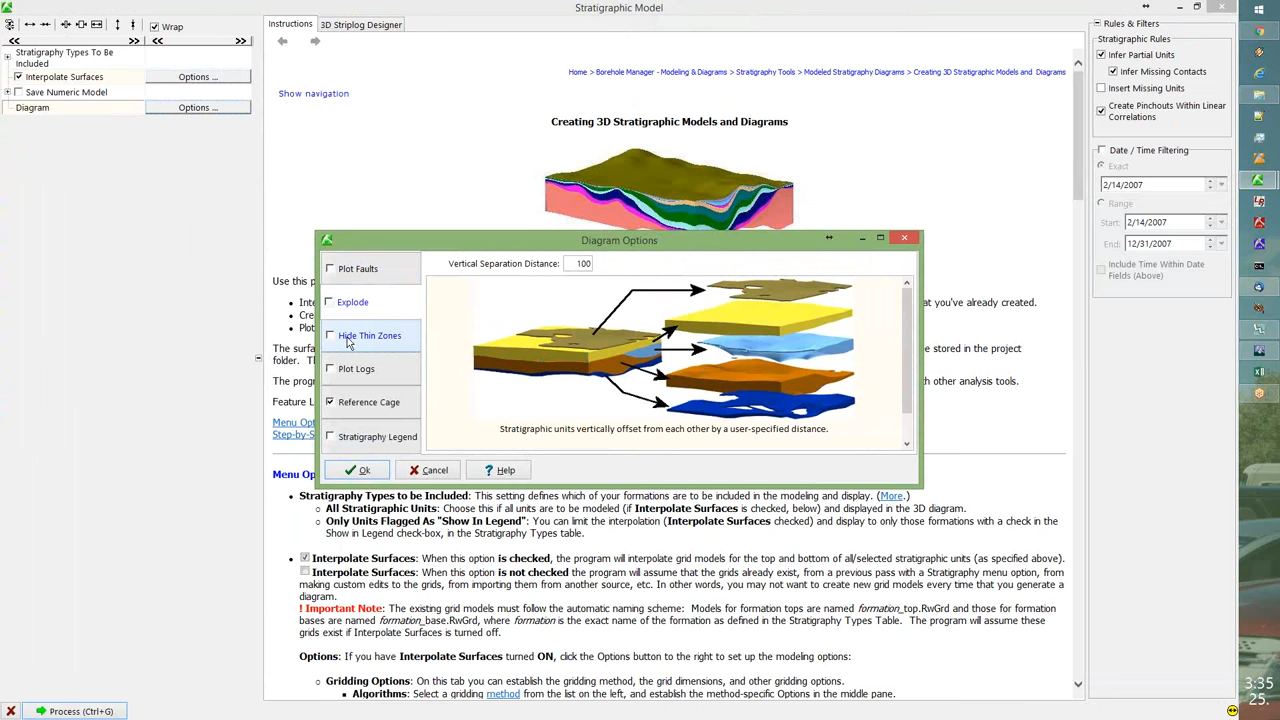 Stratigraphic Model
Wrap
Instructions
3D Striplog Designer
<<
>>
<<
>>
Stratigraphy Types To Be
Included
Interpolate Surfaces
Options ...
Save Numeric Model
Diagram
Options ...
Home > Borehole Manager - Modeling & Diagrams > Stratigraphy Tools > Modeled Stratigraphy Diagrams > Creating 3D Stratigraphic Models and Diagrams
Show navigation
Creating 3D Stratigraphic Models and Diagrams
Use this p
Inte
hat you've already created.
Cre
Plot
The surfa
e stored in the project
folder. T
The progr
h other analysis tools.
Feature L
Menu Opt
Step-by-S
Diagram Options
Plot Faults
Explode
Hide Thin Zones
Plot Logs
Reference Cage
Stratigraphy Legend
Vertical Separation Distance:
100
Stratigraphic units vertically offset from each other by a user-specified distance.
Ok
Cancel
Help
Menu Op
Stratigraphy Types to be Included: This setting defines which of your formations are to be included in the modeling and display. (More.)
All Stratigraphic Units: Choose this if all units are to be modeled (if Interpolate Surfaces is checked, below) and displayed in the 3D diagram.
Only Units Flagged As "Show In Legend": You can limit the interpolation (Interpolate Surfaces checked) and display to only those formations with a check in the
Show in Legend check-box, in the Stratigraphy Types table.
Interpolate Surfaces: When this option is checked, the program will interpolate grid models for the top and bottom of all/selected stratigraphic units (as specified above).
Interpolate Surfaces: When this option is not checked the program will assume that the grids already exist, from a previous pass with a Stratigraphy menu option, from
making custom edits to the grids, from importing them from another source, etc. In other words, you may not want to create new grid models every time that you generate a
diagram.
! Important Note: The existing grid models must follow the automatic naming scheme: Models for formation tops are named formation_top.RwGrd and those for formation
bases are named formation_base.RwGrd, where formation is the exact name of the formation as defined in the Stratigraphy Types Table. The program will assume these
grids exist if Interpolate Surfaces is turned off.
Options: If you have Interpolate Surfaces turned ON, click the Options button to the right to set up the modeling options:
Gridding Options: On this tab you can establish the gridding method, the grid dimensions, and other gridding options.
Algorithms: Select a gridding method from the list on the left, and establish the method-specific Options in the middle pane.
Rules & Filters
Stratigraphic Rules
Infer Partial Units
Infer Missing Contacts
Insert Missing Units
Create Pinchouts Within Linear
Correlations
Date / Time Filtering
Exact
2/14/2007
Range
Start: 2/14/2007
End: 12/31/2007
Include Time Within Date
Fields (Above)
Process (Ctrl+G)
3:35
25.